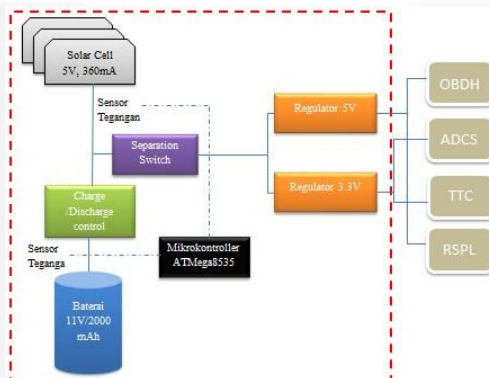 Solar Cell
5V, 360mA
Sensor
Tegangan
Separation
Switch
Regulator 5V
Regulator 3.3V
OBDH
ADCS
TTC
RSPL
Charge
/Discharge
control
Sensor
Teganga
Mikrokontroller
ATMega8535
Baterai
11V/2000
mAh